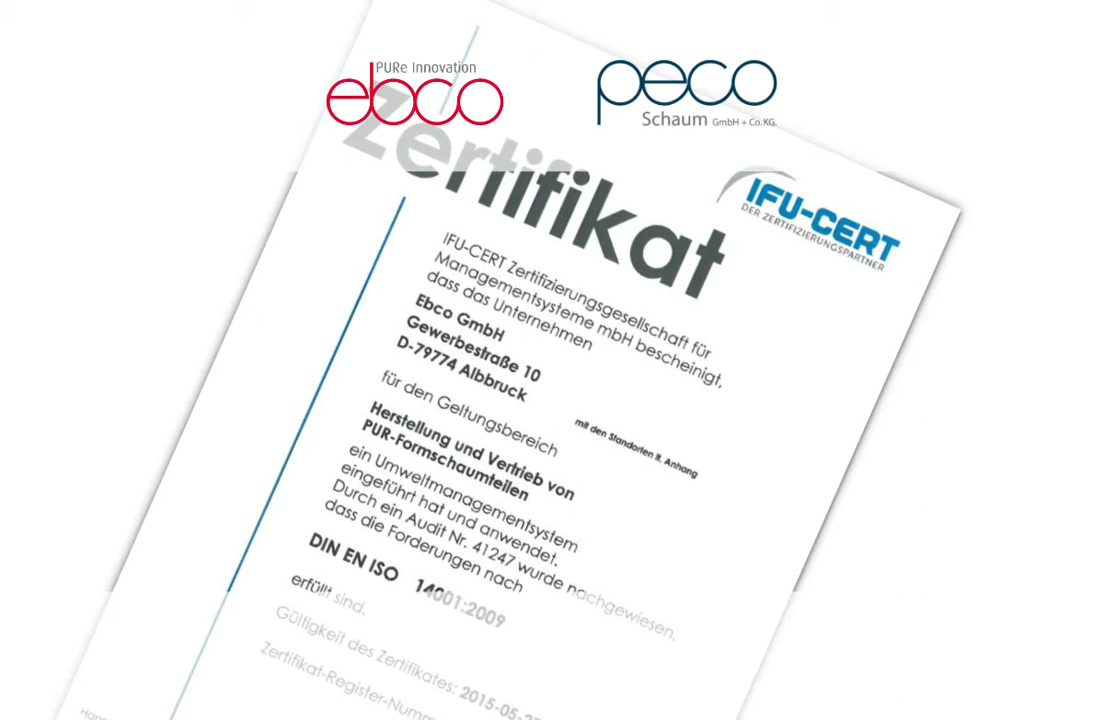 PURe Innovation
ebco
peco
Schaum GmbH + Co. KG.
Zertifikat
IFU-CERT
DER ZERTIFIZIERUNGSPARTNER
IFU-CERT Zertifizierungsgesellschaft für
Managementsysteme mbH bescheinigt,
dass das Unternehmen
Ebco GmbH
Gewerbestraße 10
D-79774 Albbruck
mit den Standorten lt. Anhang
für den Geltungsbereich
Herstellung und Vertrieb von
PUR-Formschaumteilen
ein Umweltmanagementsystem
eingeführt hat und anwendet.
Durch ein Audit Nr. 41247 wurde nachgewiesen,
dass die Forderungen nach
DIN EN ISO 14001:2009
erfüllt sind.
Gültigkeit des Zertifikates: 2015-05-
Zertifikat-Register-Numm